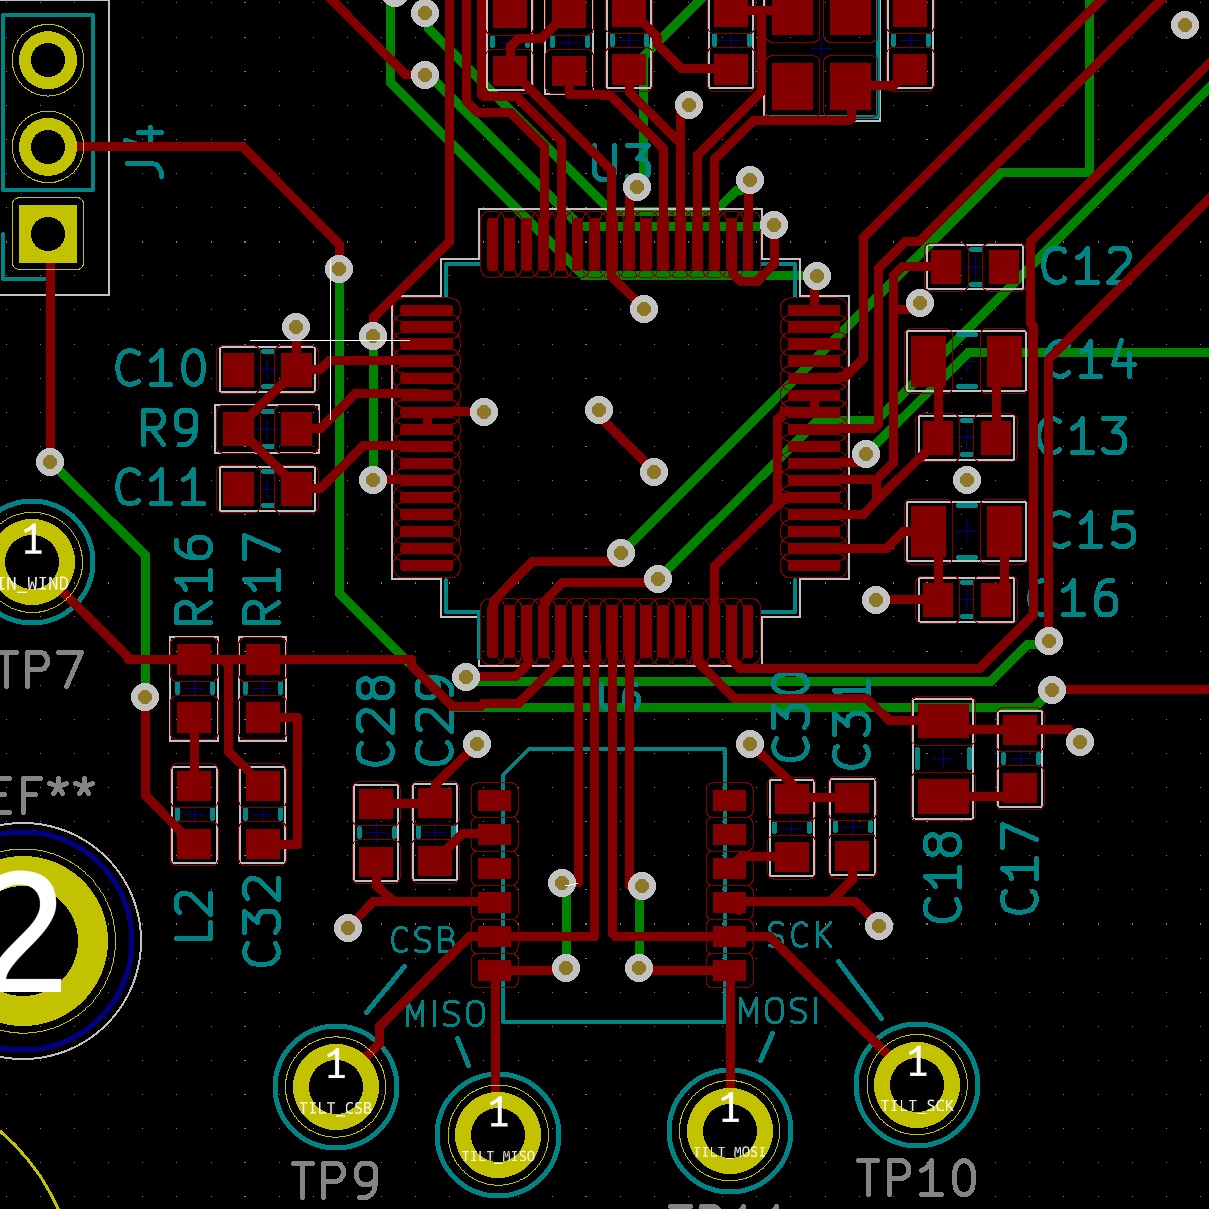 J4
U3
C12
C10
C14
R9
C13
C11
R16
R17
1
IN_WIND
C15
C16
TP7
C28
C29
C30
C31
EF**
2
L2
C32
C18
C17
CSB
SCK
MISO
MOSI
1
TILT_CSB
1
TILT_MISO
1
TILT_MOSI
1
TILT_SCK
TP9
TP10